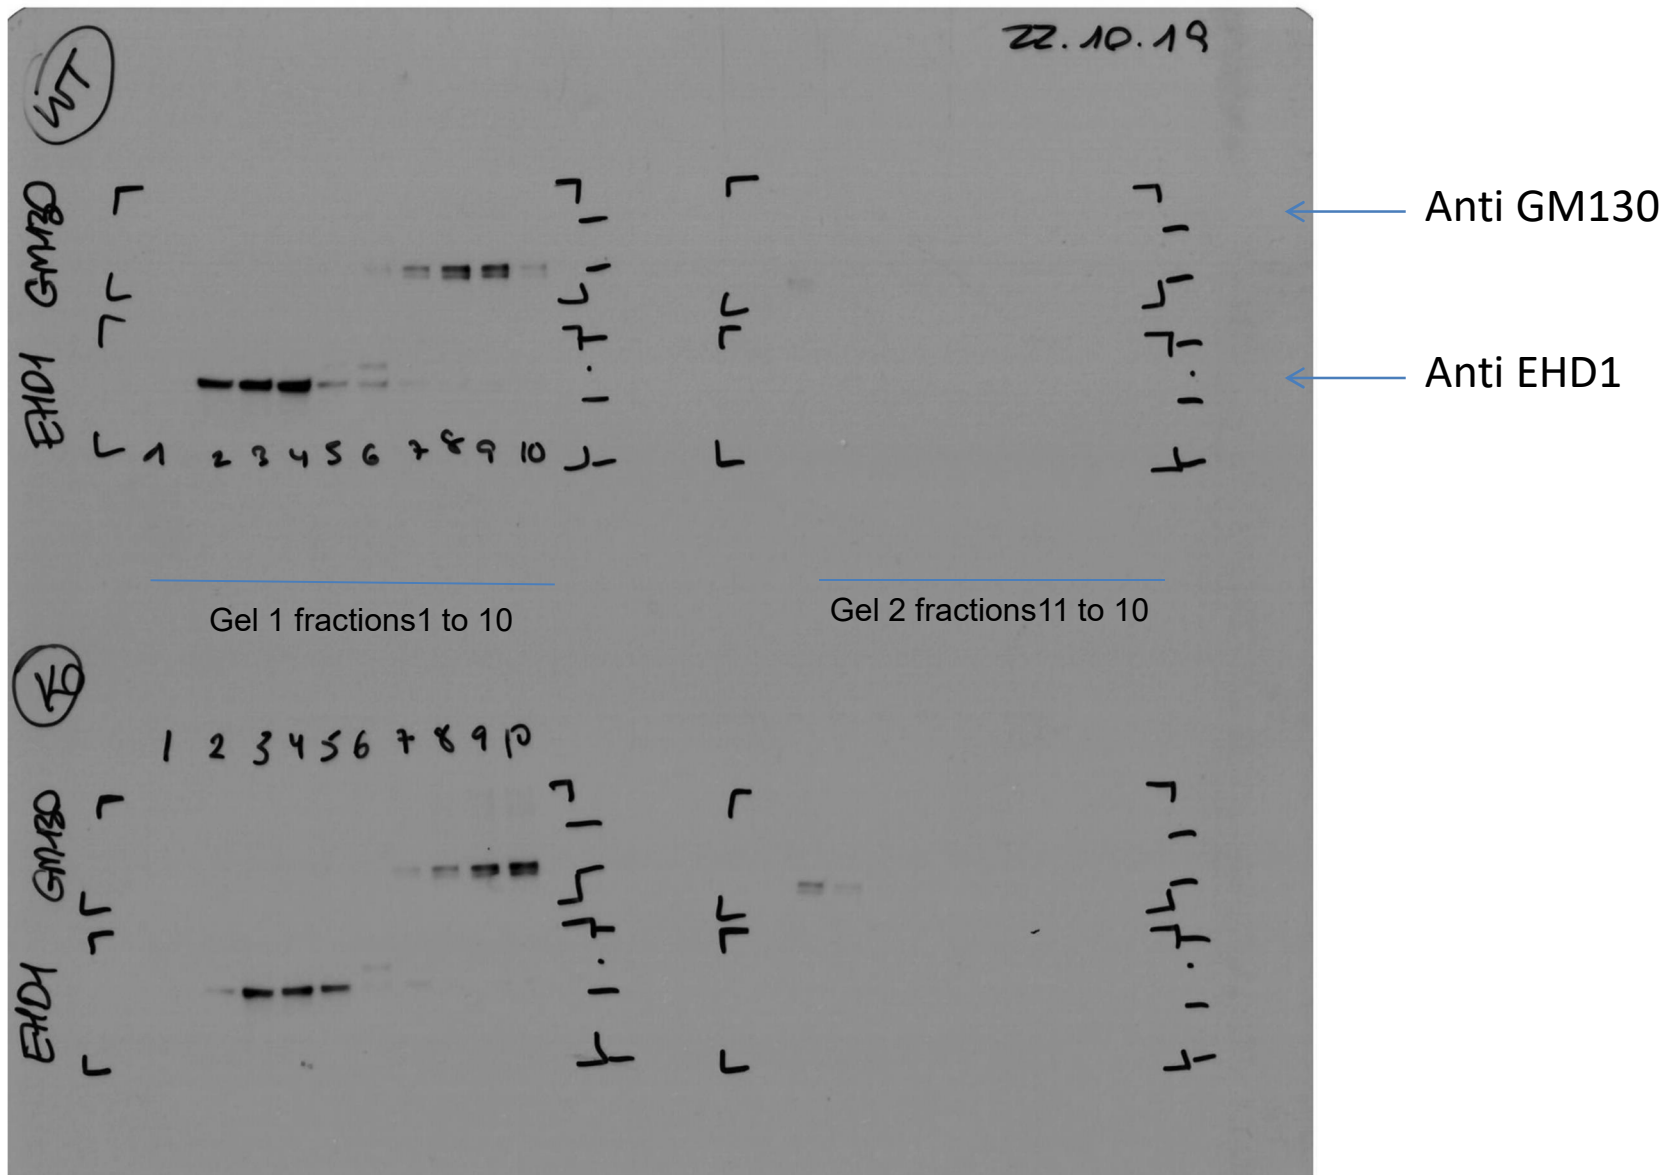 22.10.19
WT
GM130
Anti GM130
EHD1
Anti EHD1
1 2 3 4 5 6 7 8 9 10
Gel 1 fractions1 to 10
Gel 2 fractions11 to 10
KO
1 2 3 4 5 6 7 8 9 10
GM130
EHD1